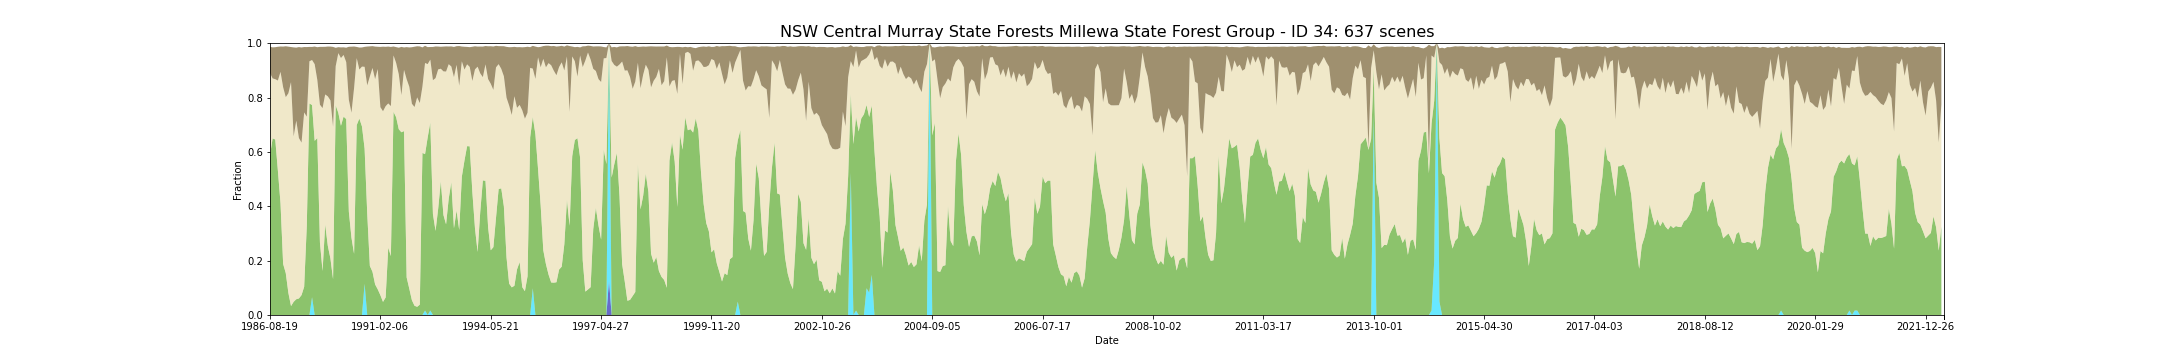 NSW Central Murray State Forests Millewa State Forest Group - ID 34: 637 scenes
1.0
0.8
0.6
0.4
0.2
0.0
Fraction
1986-08-19 1991-02-06 1994-05-21 1997-04-27 1999-11-20 2002-10-26 2004-09-05 2006-07-17 2008-10-02 2011-03-17 2013-10-01 2015-04-30 2017-04-03 2018-08-12 2020-01-29 2021-12-26
Date